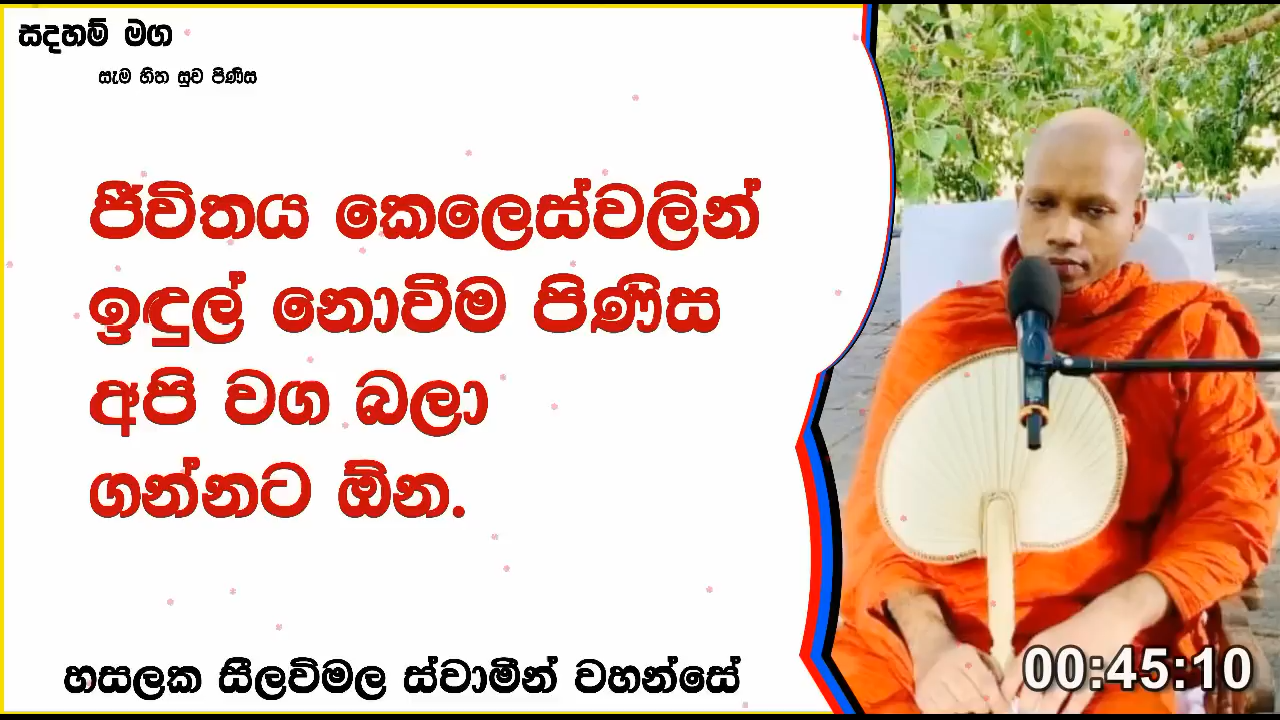 සදහම් මග
සැම හිත සුව පිණිස
ජීවිතය කෙලෙස්වලින්
ඉඳුල් නොවීම පිණිස
අපි වග බලා
ගන්නට ඕන.
හසලක සීලවිමල ස්වාමීන් වහන්සේ
00:45:10